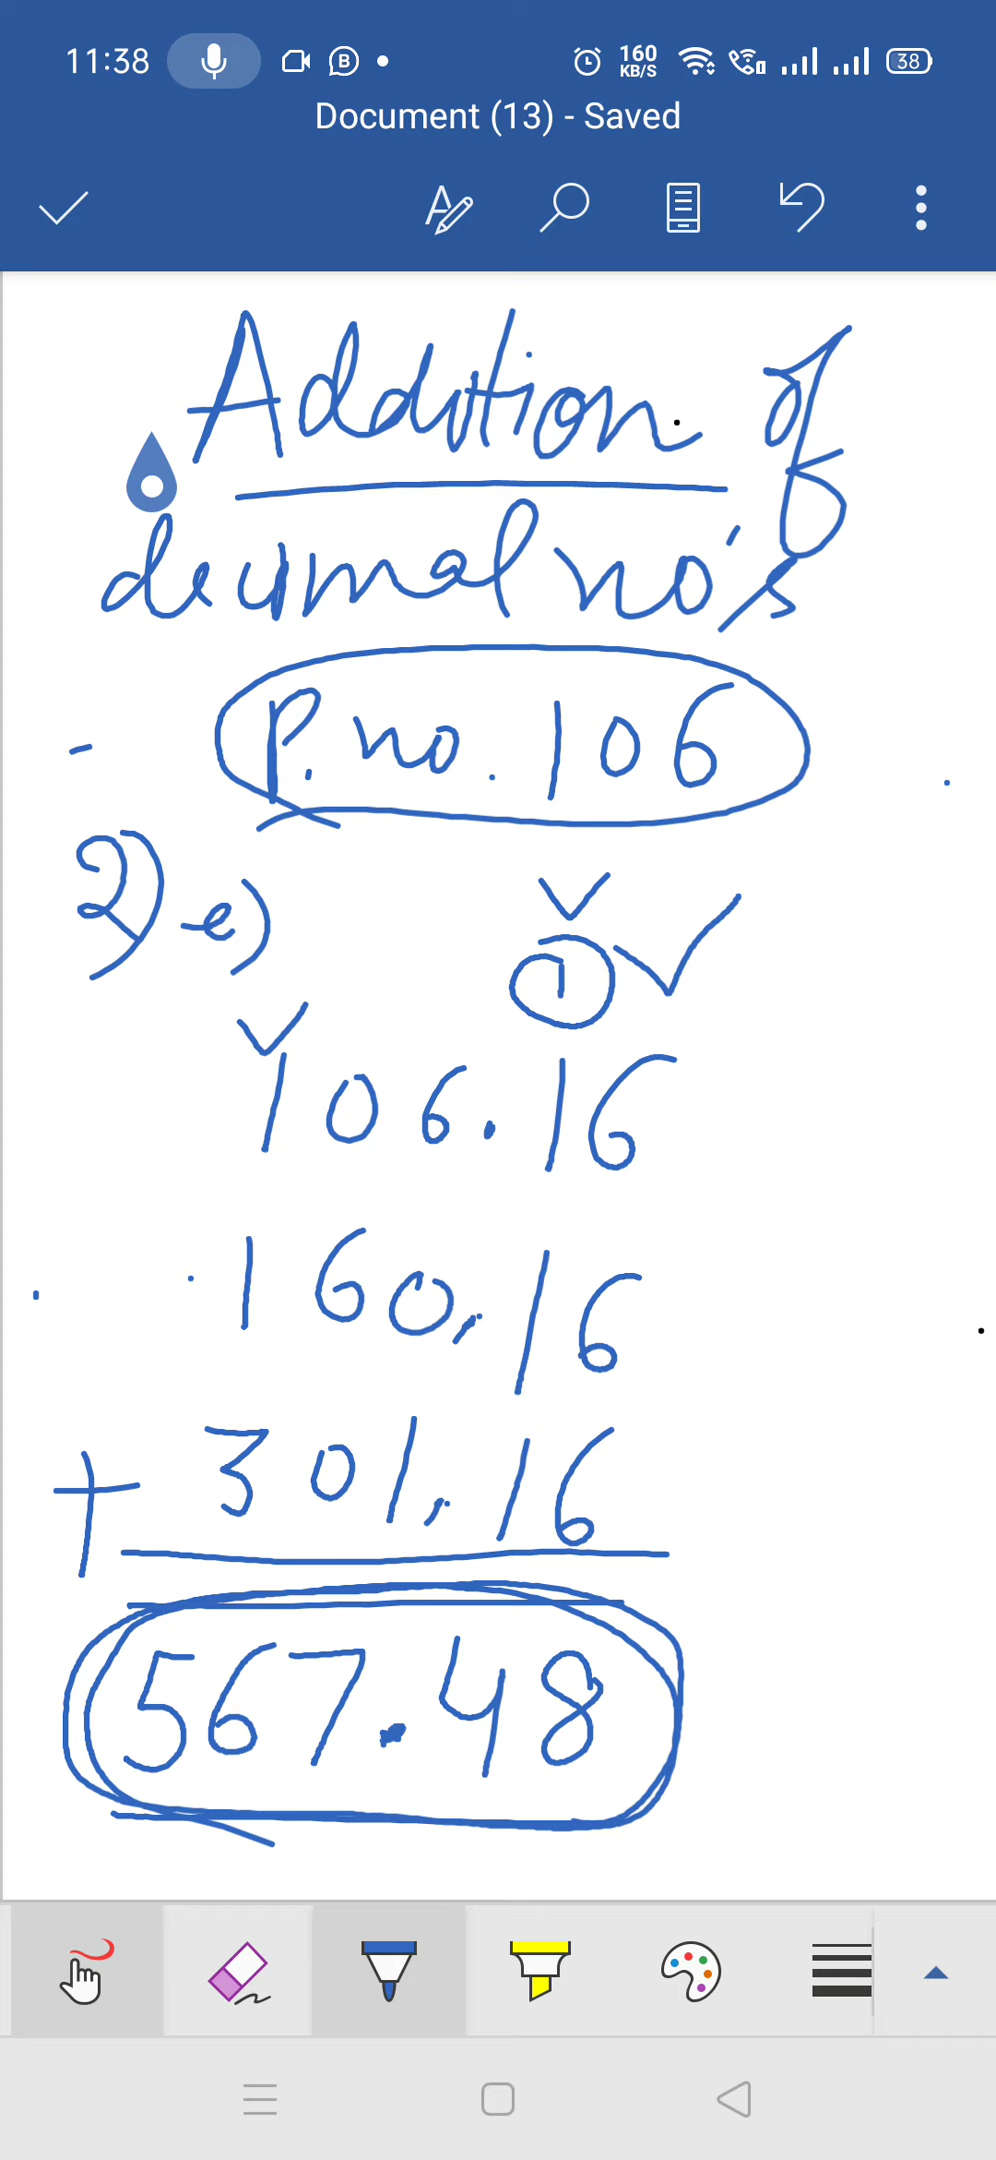 11:38 B 160 KB/S 38
Document (13) - Saved
Addition of
decimal no's
P. no. 106
2) e)
1
106.16
160.16
+ 301.16
567.48